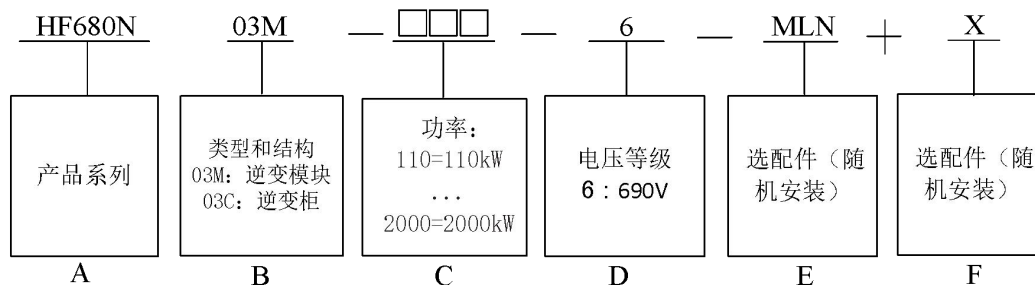 HF680N 03M — □□□ — 6 — MLN + X
产品系列
类型和结构
03M：逆变模块
03C：逆变柜
功率：
110=110kW
...
2000=2000kW
电压等级
6：690V
选配件（随
机安装）
选配件（随
机安装）
A B C D E F